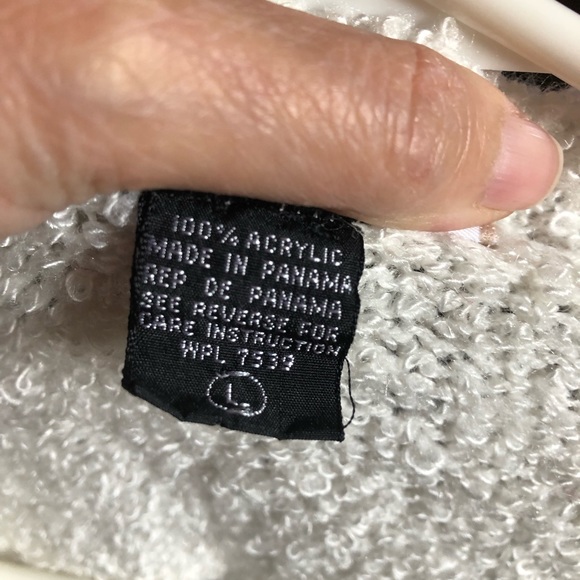 100% ACRYLIC
MADE IN PANAMA
REP DE PANAMA
SEE REVERSE FOR
CARE INSTRUCTION
WPL 7539
L